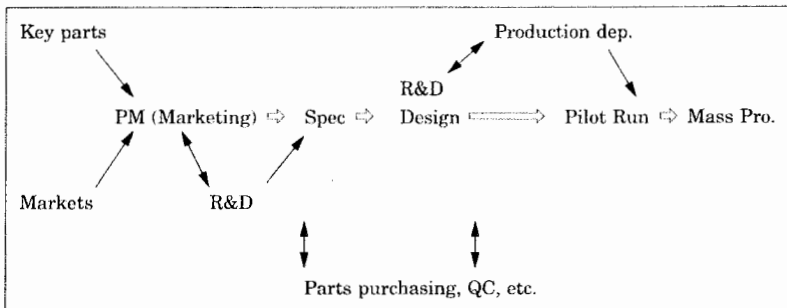 Key parts
Production dep.
R&D
PM (Marketing) ⇨ Spec ⇨ Design ⇨ Pilot Run ⇨ Mass Pro.
Markets
R&D
Parts purchasing, QC, etc.